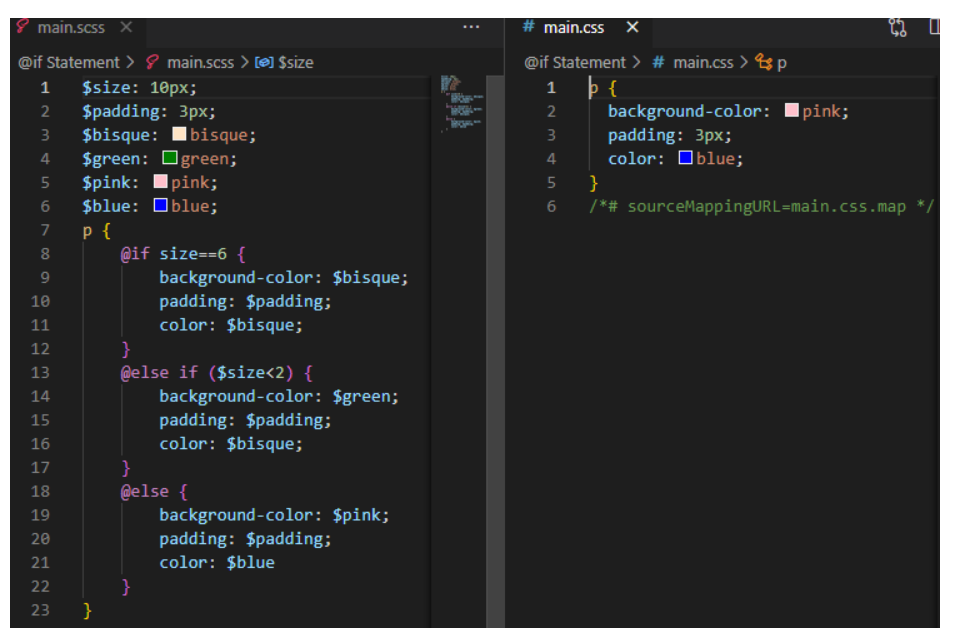 main.scss
@if Statement > main.scss > $size
1 $size: 10px;
2 $padding: 3px;
3 $bisque: bisque;
4 $green: green;
5 $pink: pink;
6 $blue: blue;
7 p {
8 @if size==6 {
9 background-color: $bisque;
10 padding: $padding;
11 color: $bisque;
12 }
13 @else if ($size<2) {
14 background-color: $green;
15 padding: $padding;
16 color: $bisque;
17 }
18 @else {
19 background-color: $pink;
20 padding: $padding;
21 color: $blue
22 }
23 }
# main.css
@if Statement > # main.css > p
1 p {
2 background-color: pink;
3 padding: 3px;
4 color: blue;
5 }
6 /*# sourceMappingURL=main.css.map */